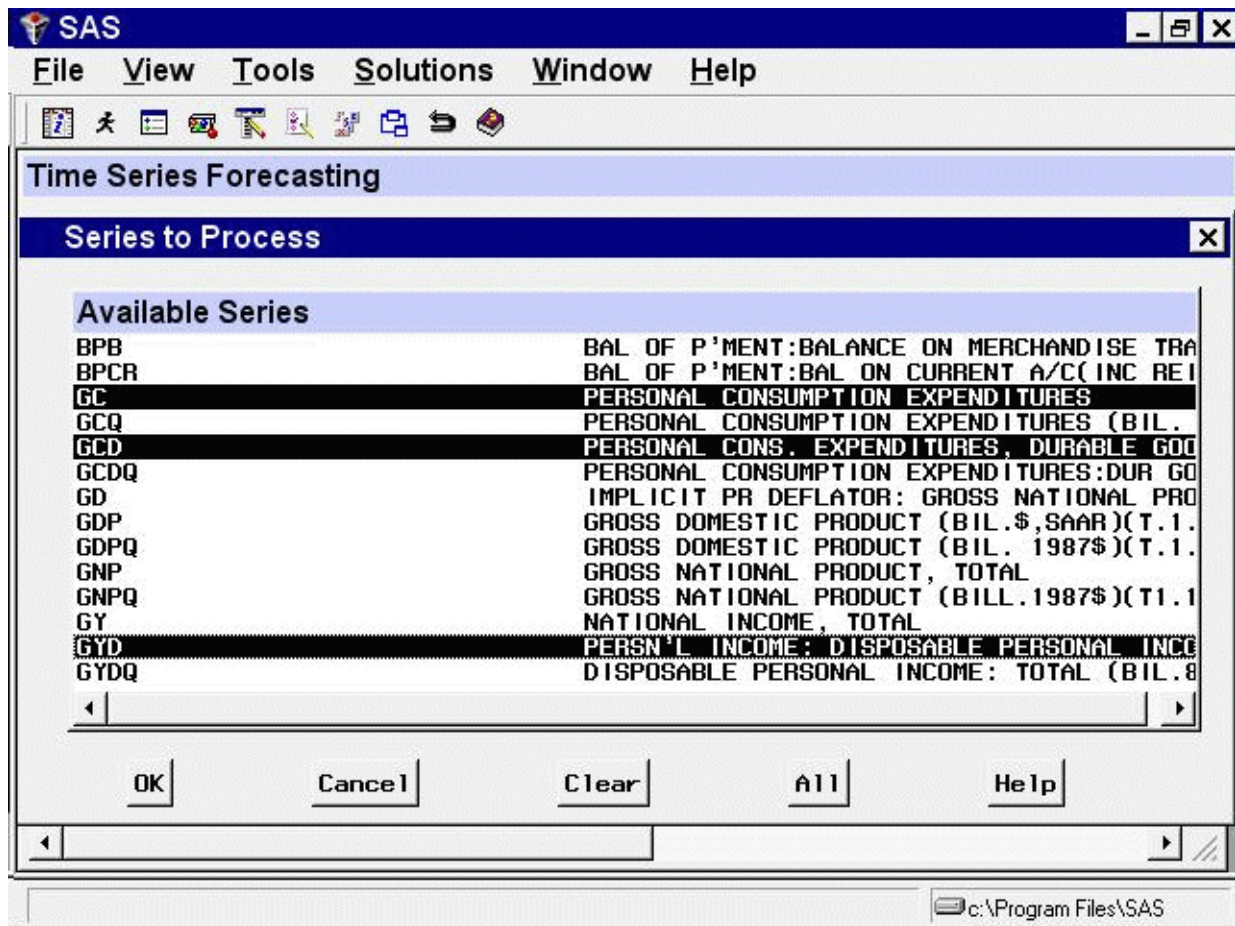 SAS
File View Tools Solutions Window Help
Time Series Forecasting
Series to Process
Available Series
BPB BAL OF P'MENT:BALANCE ON MERCHANDISE TRA
BPCR BAL OF P'MENT:BAL ON CURRENT A/C(INC REI
GC PERSONAL CONSUMPTION EXPENDITURES
GCQ PERSONAL CONSUMPTION EXPENDITURES (BIL.
GCD PERSONAL CONS. EXPENDITURES, DURABLE GOO
GCDQ PERSONAL CONSUMPTION EXPENDITURES:DUR GO
GD IMPLICIT PR DEFLATOR: GROSS NATIONAL PRO
GDP GROSS DOMESTIC PRODUCT (BIL.$,SAAR)(T.1.
GDPQ GROSS DOMESTIC PRODUCT (BIL. 1987$)(T.1.
GNP GROSS NATIONAL PRODUCT, TOTAL
GNPQ GROSS NATIONAL PRODUCT (BILL.1987$)(T1.1
GY NATIONAL INCOME, TOTAL
GYD PERSN'L INCOME: DISPOSABLE PERSONAL INCO
GYDQ DISPOSABLE PERSONAL INCOME: TOTAL (BIL.8
OK Cancel Clear All Help
c:\Program Files\SAS